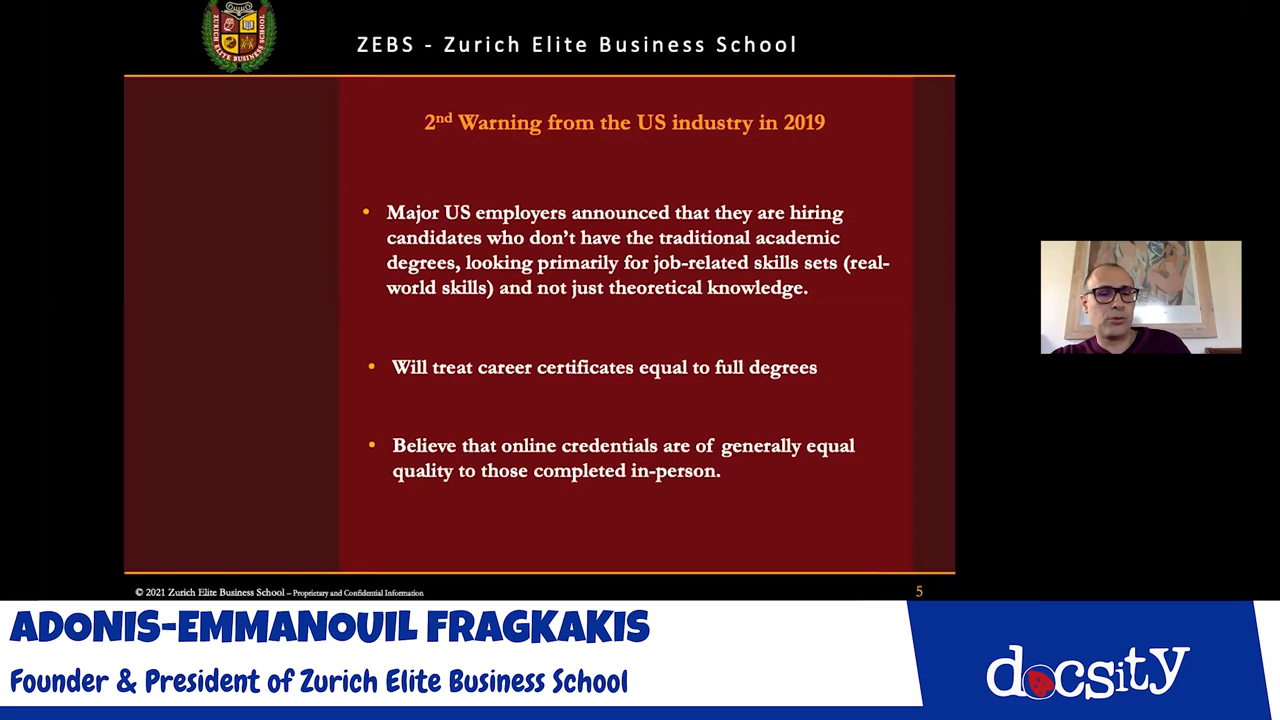 ZURICH ELITE BUSINESS SCHOOL
ZEBS - Zurich Elite Business School
2nd Warning from the US industry in 2019
• Major US employers announced that they are hiring
candidates who don’t have the traditional academic
degrees, looking primarily for job-related skills sets (real-
world skills) and not just theoretical knowledge.
• Will treat career certificates equal to full degrees
• Believe that online credentials are of generally equal
quality to those completed in-person.
© 2021 Zurich Elite Business School – Proprietary and Confidential Information
5
ADONIS-EMMANOUIL FRAGKAKIS
Founder & President of Zurich Elite Business School
docsity